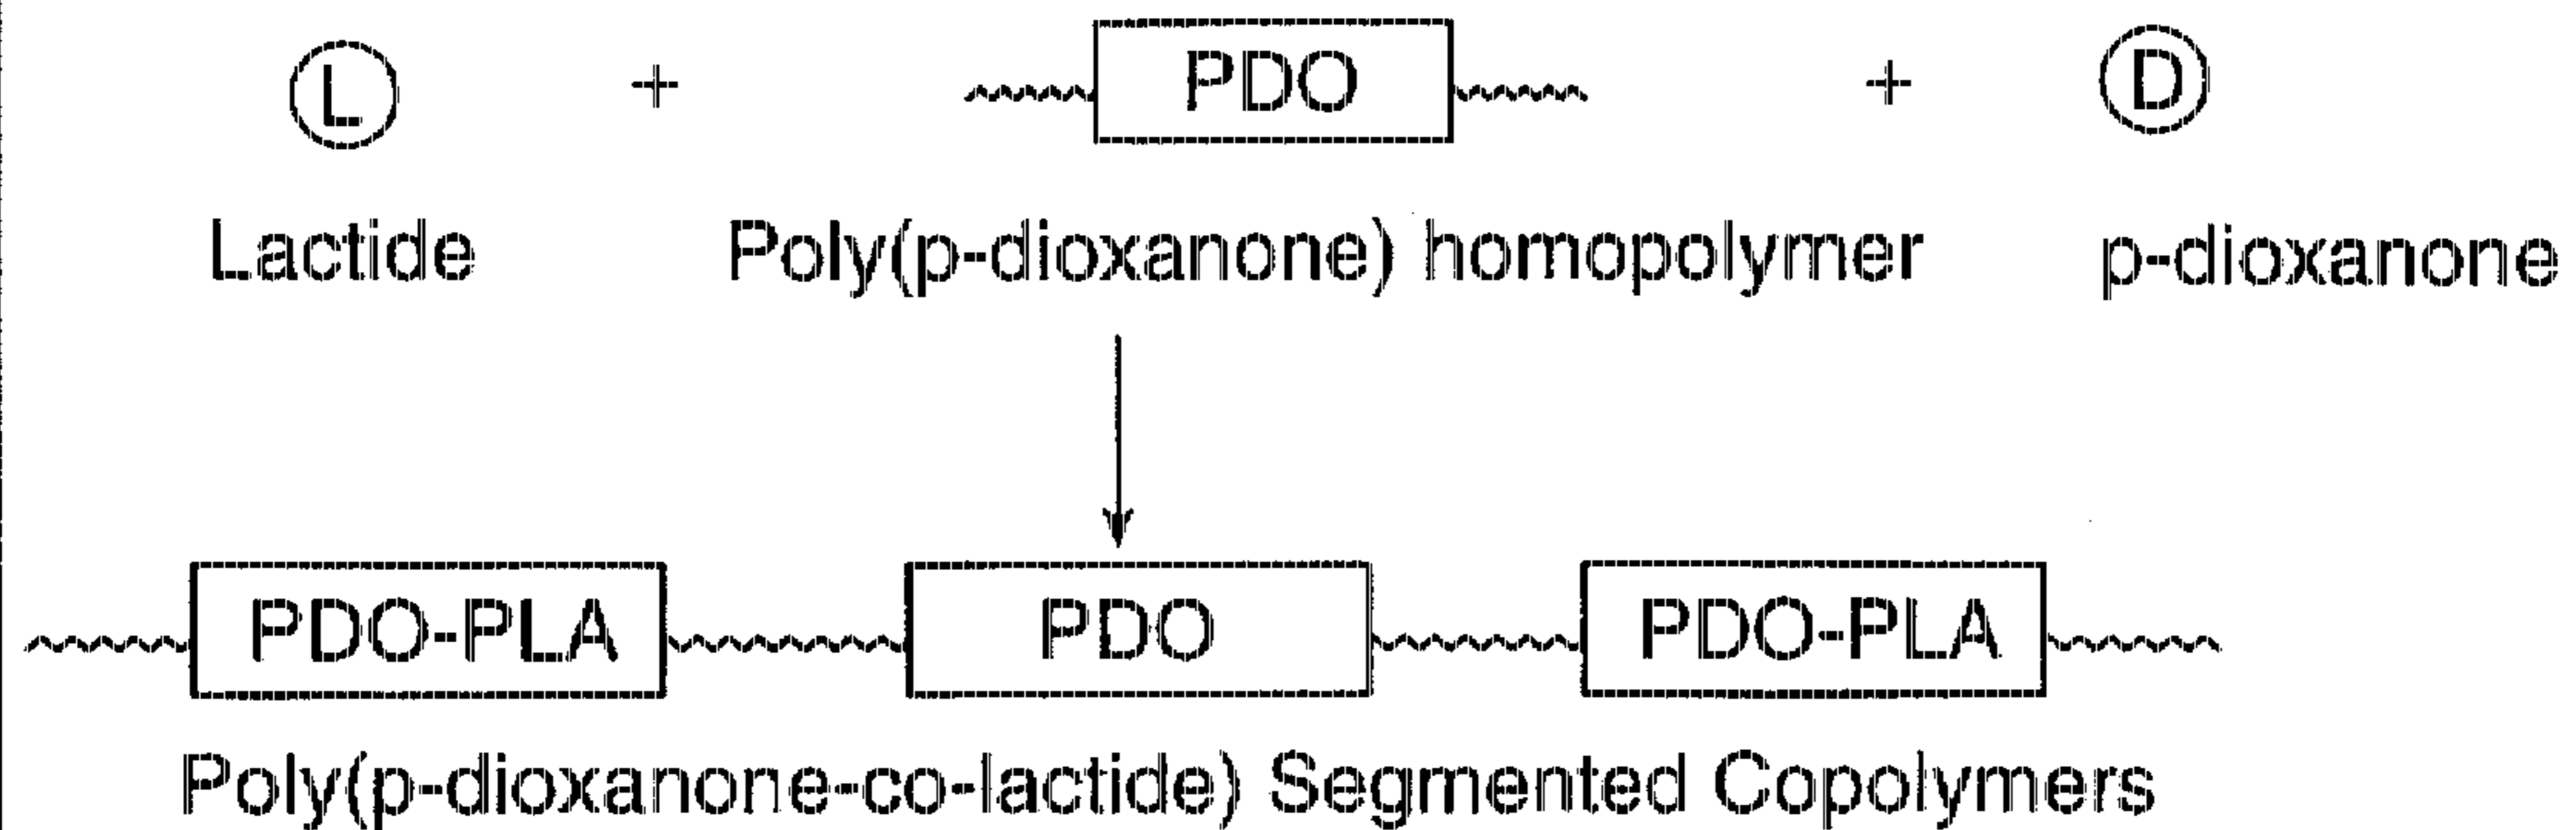 L + PDO + D
Lactide Poly(p-dioxanone) homopolymer p-dioxanone
PDO-PLA PDO PDO-PLA
Poly(p-dioxanone-co-lactide) Segmented Copolymers